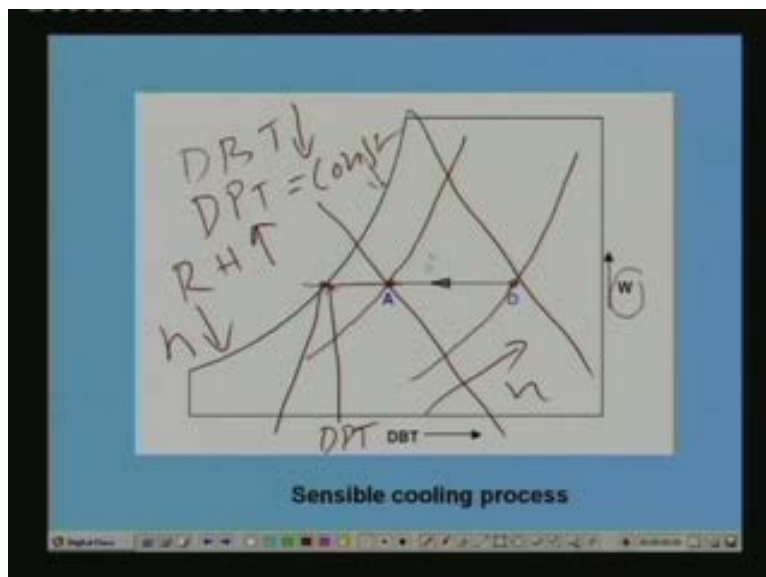 DBT↓
DPT = Const
RH↑
h↓
A
D
W
h
DPT
DBT
Sensible cooling process